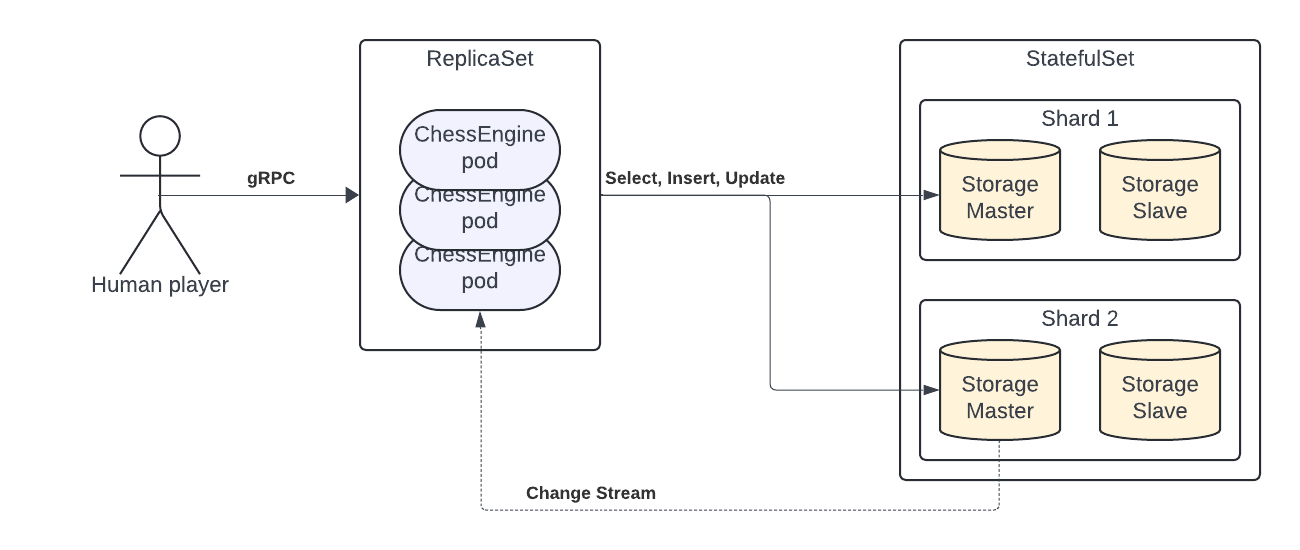 ReplicaSet
StatefulSet
Shard 1
ChessEngine
pod
gRPC
Select, Insert, Update
Storage
Master
Storage
Slave
ChessEngine
pod
ChessEngine
pod
Human player
Shard 2
Storage
Master
Storage
Slave
Change Stream